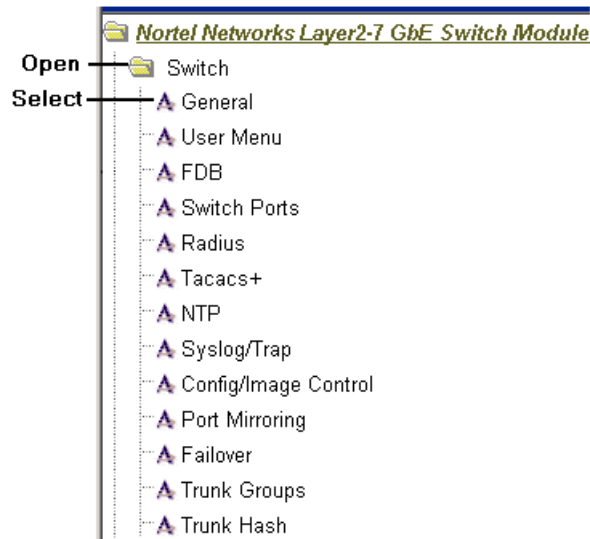 Nortel Networks Layer2-7 GbE Switch Module
Open Switch
Select General
User Menu
FDB
Switch Ports
Radius
Tacacs+
NTP
Syslog/Trap
Config/Image Control
Port Mirroring
Failover
Trunk Groups
Trunk Hash